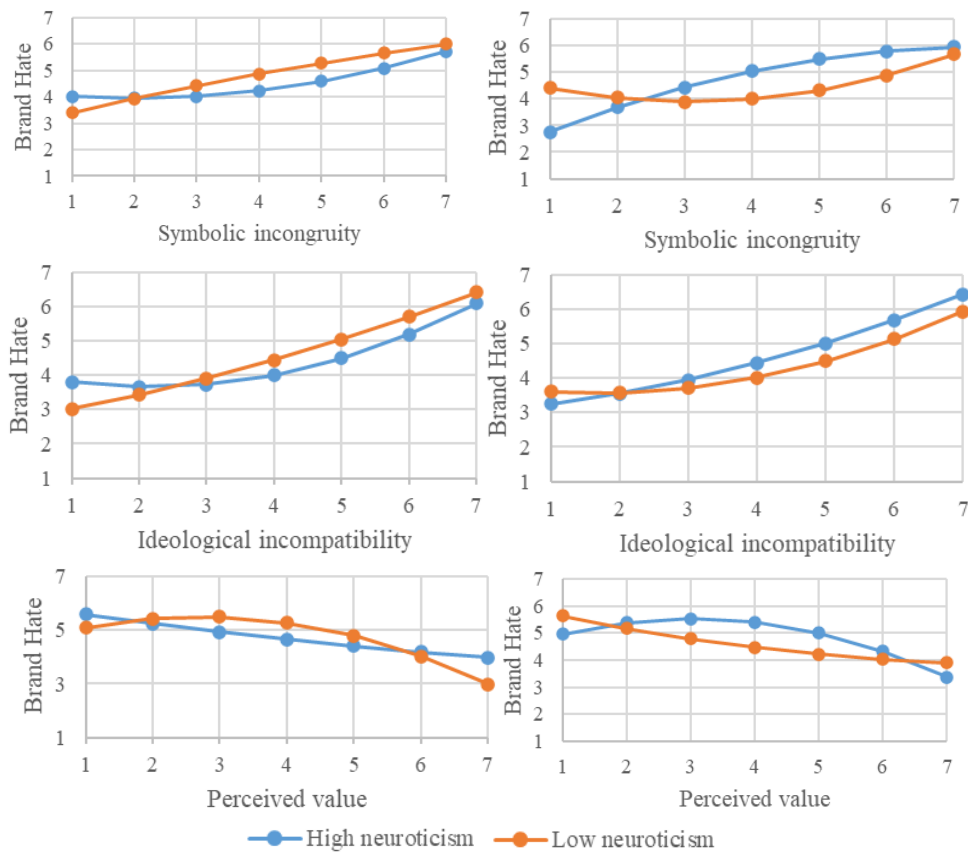 7
6
5
4
3
2
1
Brand Hate
1 2 3 4 5 6 7
Symbolic incongruity
7
6
5
4
3
2
1
Brand Hate
1 2 3 4 5 6 7
Symbolic incongruity
7
6
5
4
3
2
1
Brand Hate
1 2 3 4 5 6 7
Ideological incompatibility
7
6
5
4
3
2
1
Brand Hate
1 2 3 4 5 6 7
Ideological incompatibility
7
5
3
1
Brand Hate
1 2 3 4 5 6 7
Perceived value
7
6
5
4
3
2
1
Brand Hate
1 2 3 4 5 6 7
Perceived value
High neuroticism Low neuroticism